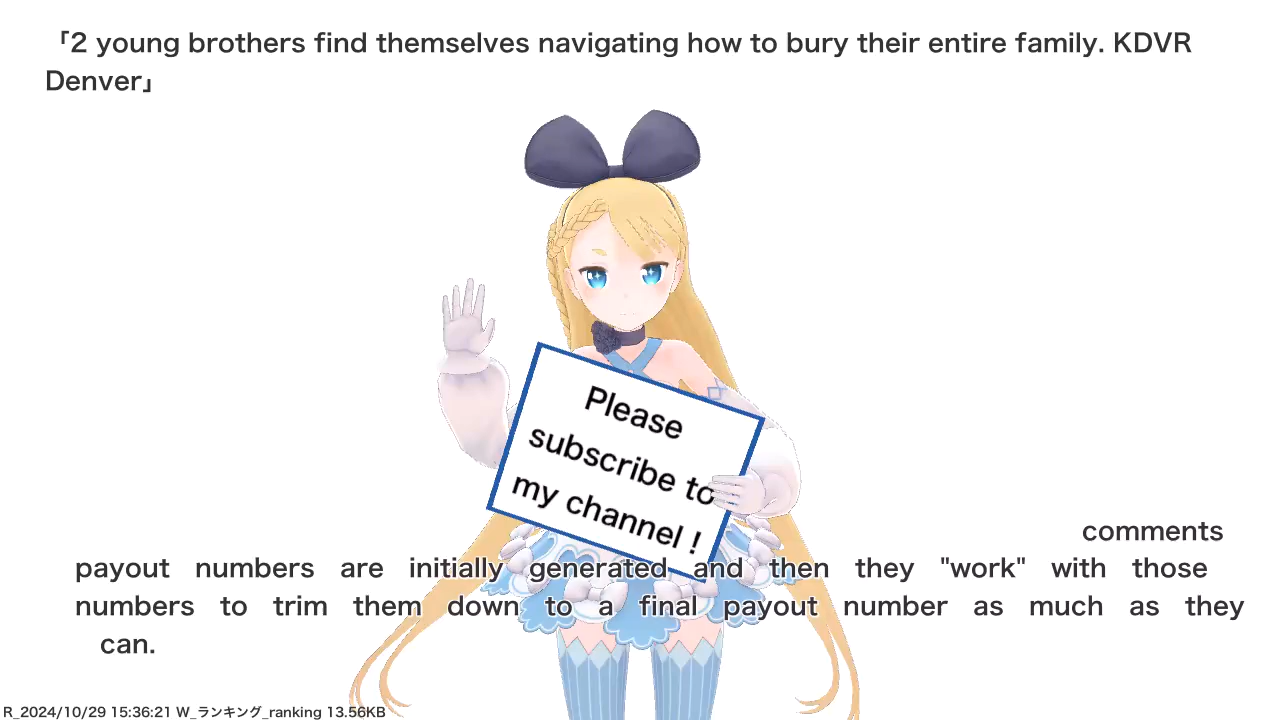 「2 young brothers find themselves navigating how to bury their entire family. KDVR
Denver」
Please
subscribe to
my channel !
comments
payout numbers are initially generated and then they "work" with those
numbers to trim them down to a final payout number as much as they
can.
R_2024/10/29 15:36:21 W_ランキング_ranking 13.56KB